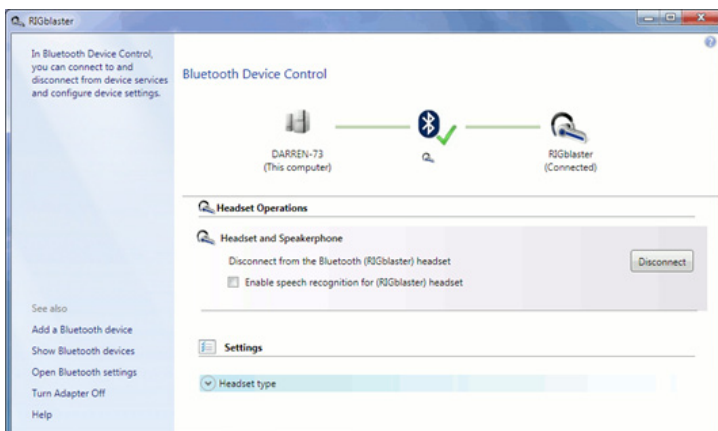 RIGblaster
In Bluetooth Device Control,
you can connect to and
disconnect from device services
and configure device settings.
Bluetooth Device Control
DARREN-73
(This computer)
RIGblaster
(Connected)
Headset Operations
Headset and Speakerphone
Disconnect from the Bluetooth (RIGblaster) headset
Disconnect
Enable speech recognition for (RIGblaster) headset
See also
Add a Bluetooth device
Show Bluetooth devices
Open Bluetooth settings
Turn Adapter Off
Help
Settings
Headset type